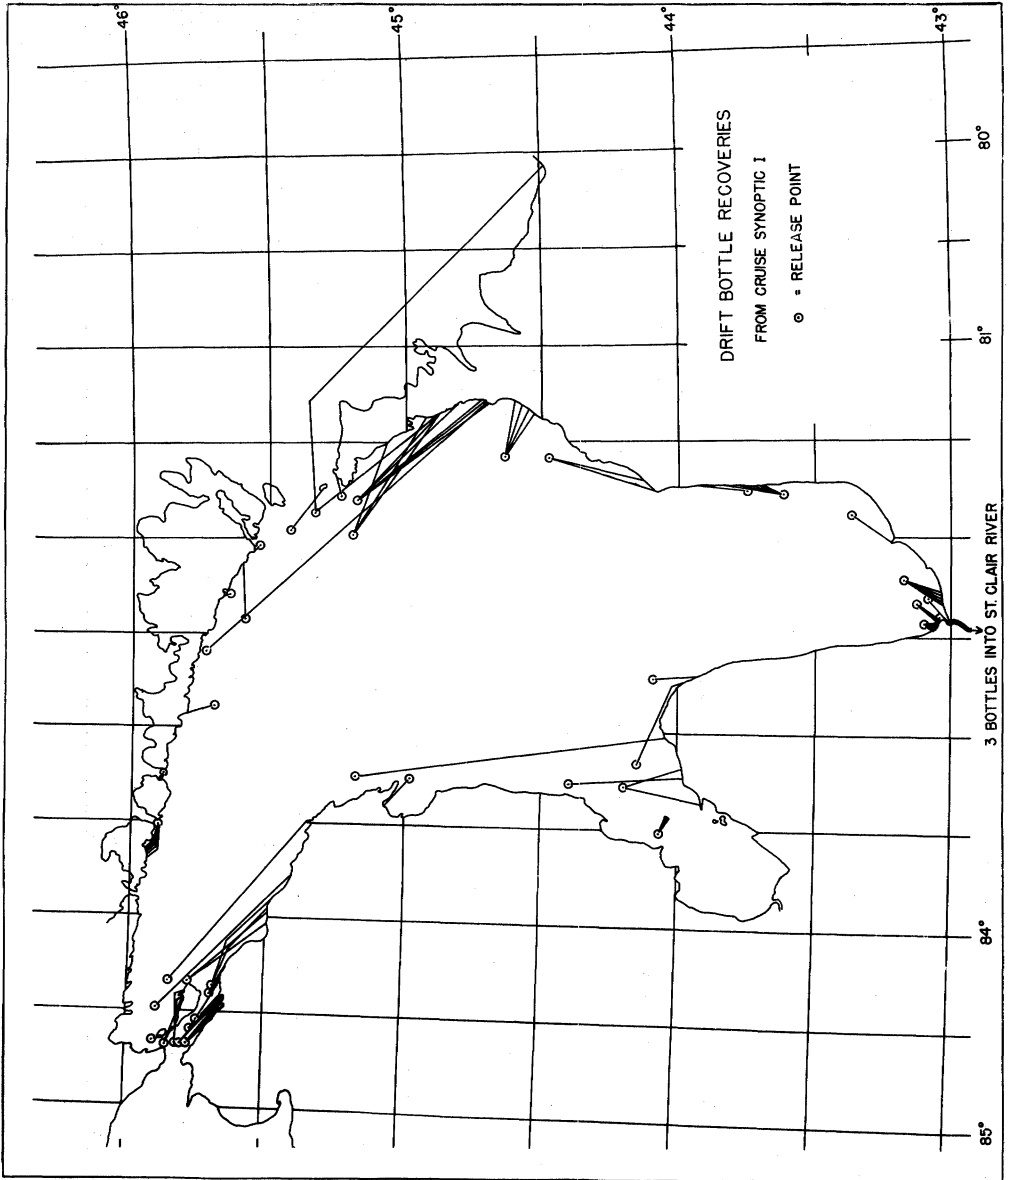 46°
45°
44°
43°
80°
81°
84°
85°
DRIFT BOTTLE RECOVERIES
FROM CRUISE SYNOPTIC I
⊙ = RELEASE POINT
3 BOTTLES INTO ST. CLAIR RIVER